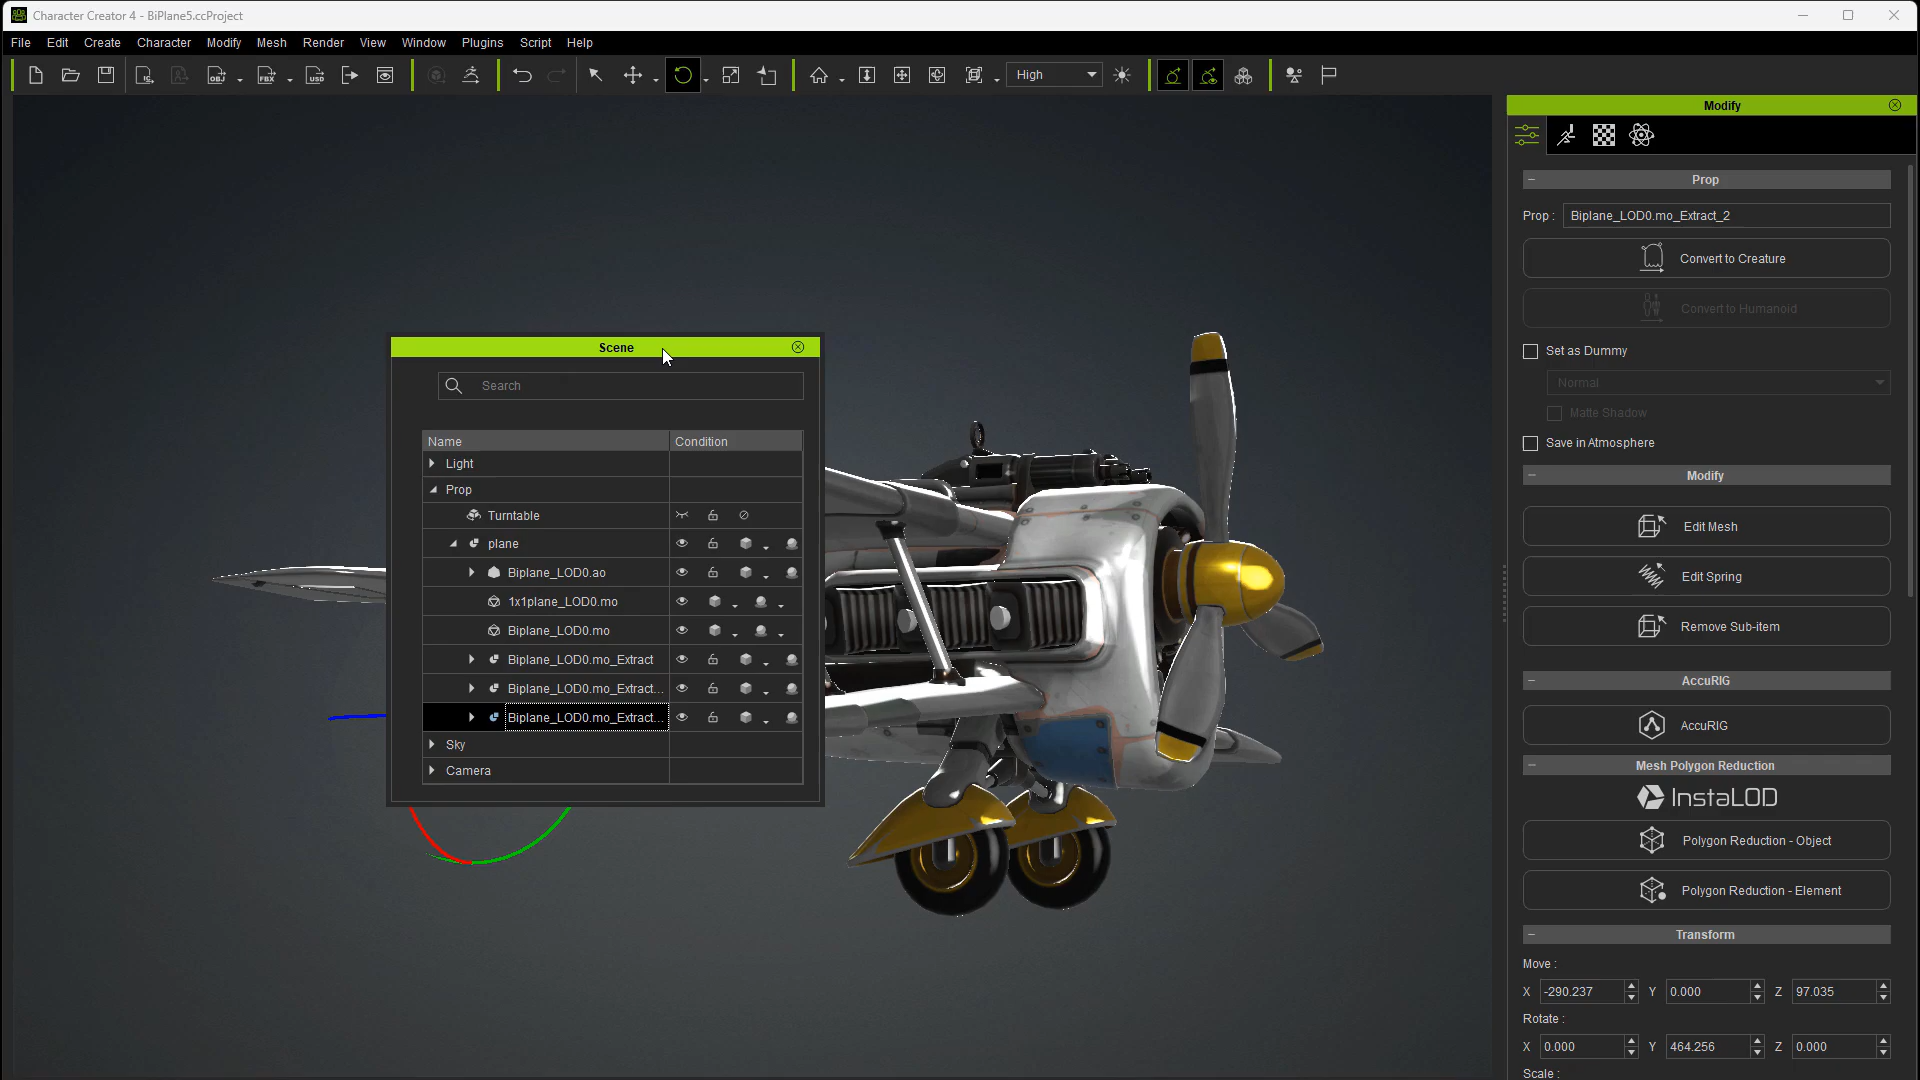 Character Creator 4 - BiPlane5.ccProject
File Edit Create Character Modify Mesh Render View Window Plugins Script Help
High
Modify
Prop
Prop : Biplane_LOD0.mo_Extract_2
Convert to Creature
Convert to Humanoid
Set as Dummy
Normal
Matte Shadow
Save in Atmosphere
Modify
Edit Mesh
Edit Spring
Remove Sub-item
AccuRIG
AccuRIG
Mesh Polygon Reduction
InstaLOD
Polygon Reduction - Object
Polygon Reduction - Element
Transform
Move :
X -290.237 Y 0.000 Z 97.035
Rotate :
X 0.000 Y 464.256 Z 0.000
Scale :
Scene
Search
Name Condition
Light
Prop
Turntable
plane
Biplane_LOD0.ao
1x1plane_LOD0.mo
Biplane_LOD0.mo
Biplane_LOD0.mo_Extract
Biplane_LOD0.mo_Extract...
Biplane_LOD0.mo_Extract...
Sky
Camera